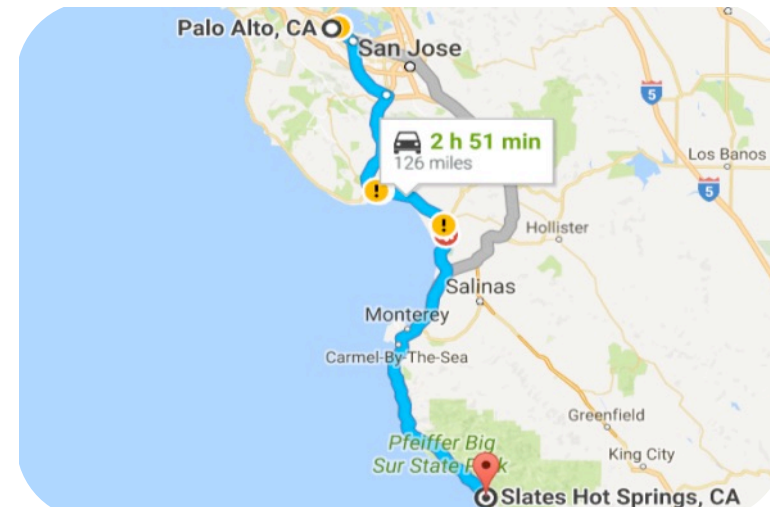 Palo Alto, CA
San Jose
5
2 h 51 min
126 miles
Los Banos
5
Hollister
Salinas
Monterey
Carmel-By-The-Sea
Greenfield
Pfeiffer Big
Sur State Park
King City
Slates Hot Springs, CA